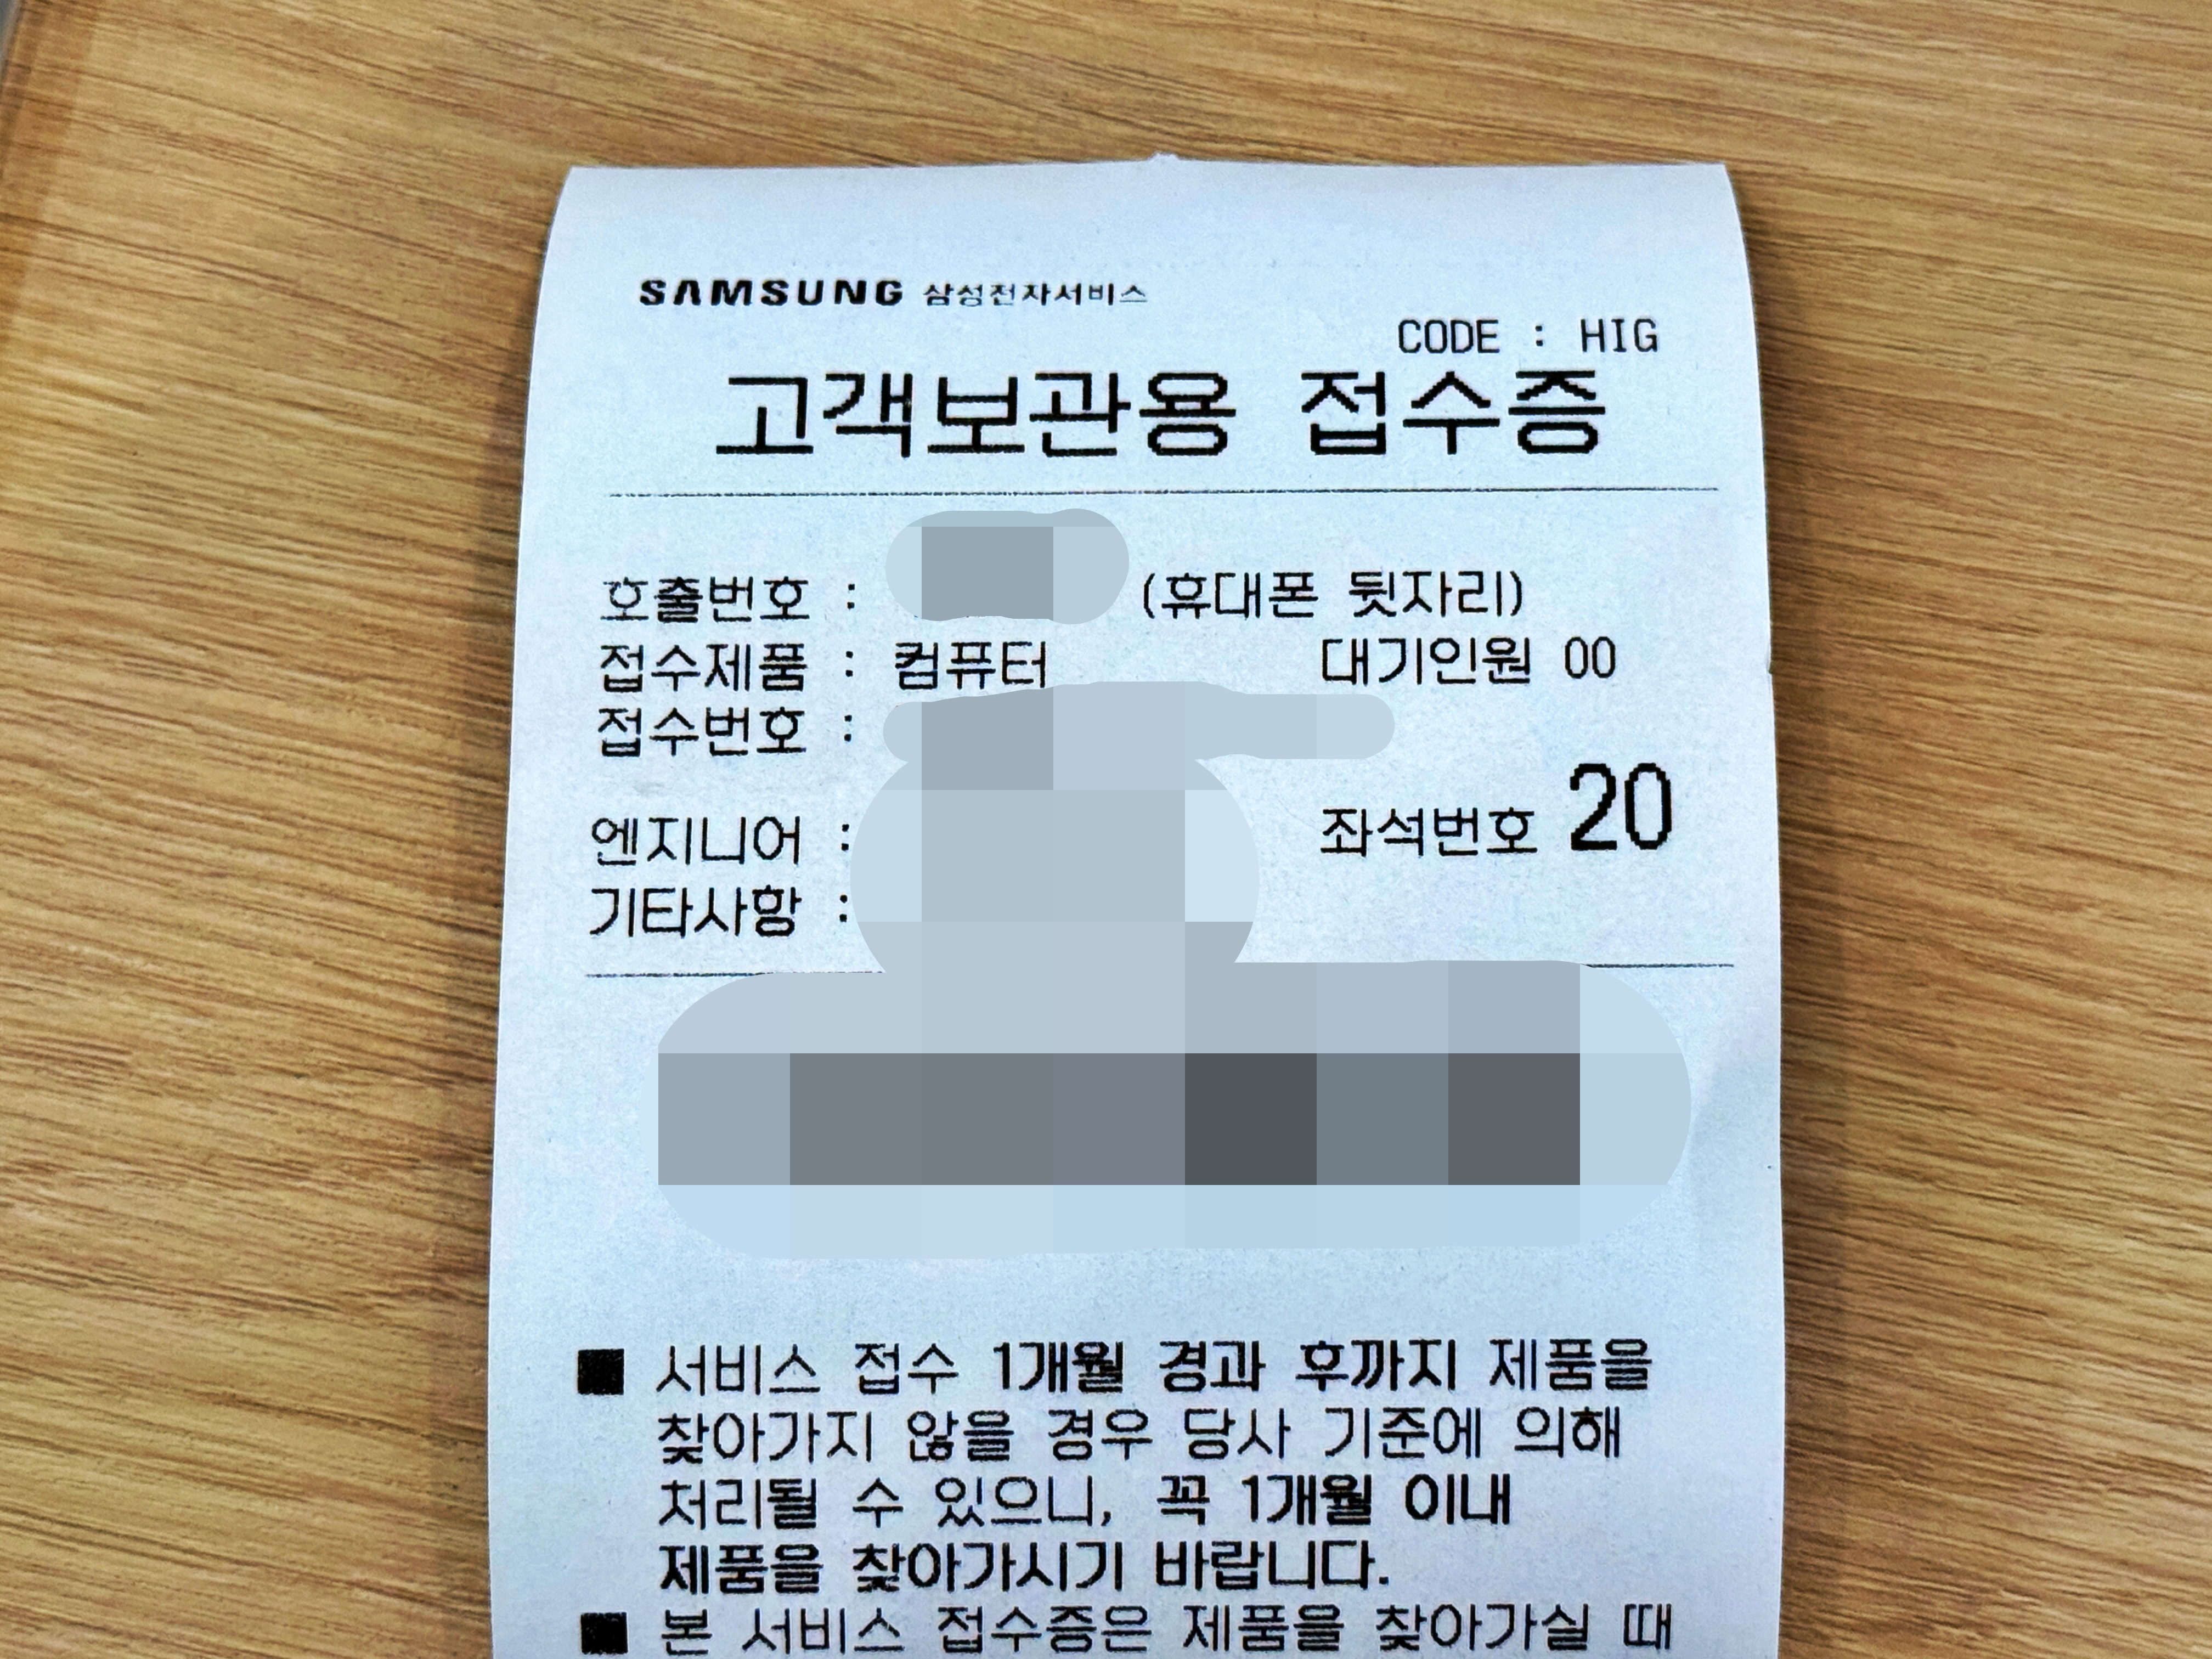 SAMSUNG 삼성전자서비스
CODE : HIG
고객보관용 접수증
호출번호 : (휴대폰 뒷자리)
접수제품 : 컴퓨터 대기인원 00
접수번호 :
엔지니어 : 좌석번호 20
기타사항 :
■ 서비스 접수 1개월 경과 후까지 제품을
찾아가지 않을 경우 당사 기준에 의해
처리될 수 있으니, 꼭 1개월 이내
제품을 찾아가시기 바랍니다.
■ 본 서비스 접수증은 제품을 찾아가실 때